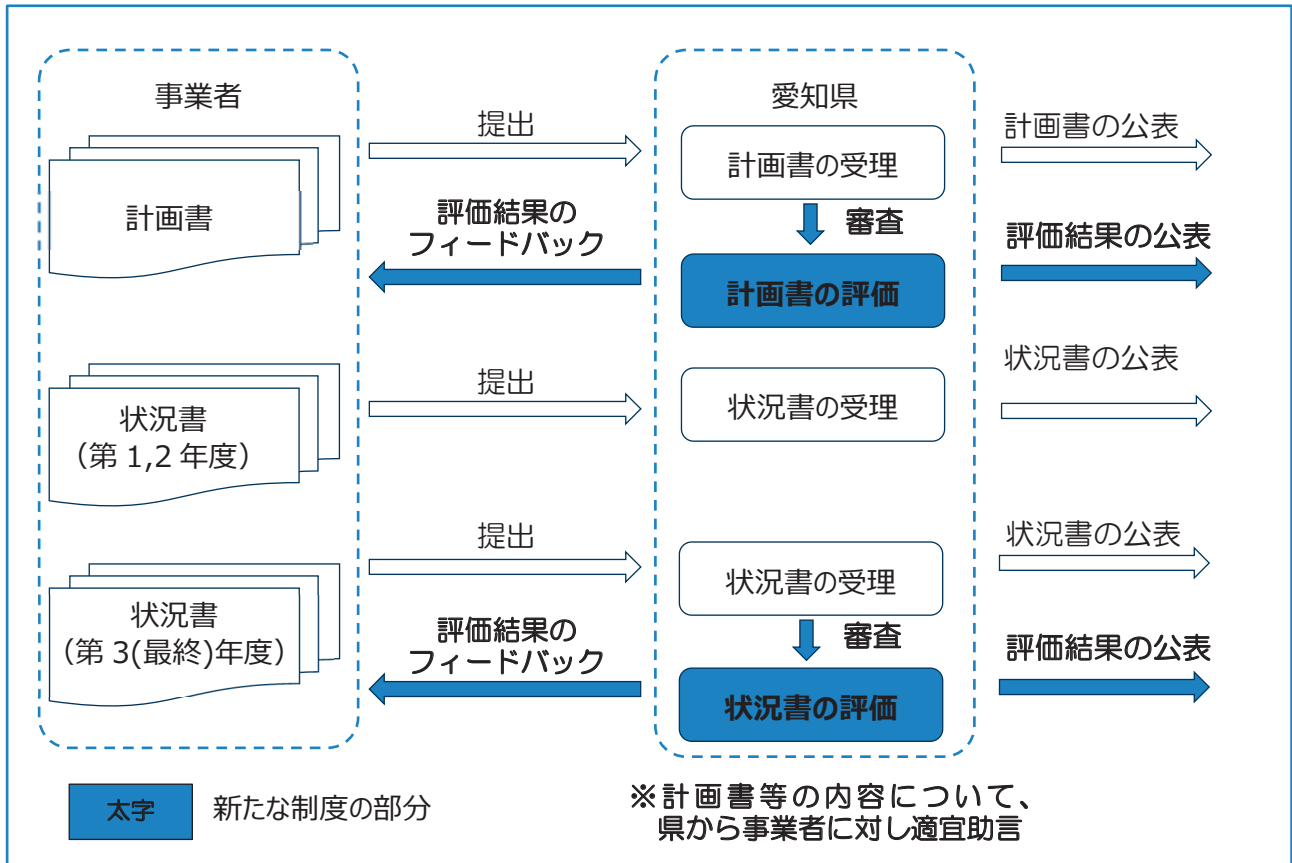 事業者
愛知県
提出
計画書の受理
計画書の公表
計画書
審査
評価結果の
フィードバック
計画書の評価
評価結果の公表
状況書
（第 1,2 年度）
提出
状況書の受理
状況書の公表
提出
状況書の受理
状況書の公表
状況書
（第 3(最終)年度）
審査
評価結果の
フィードバック
状況書の評価
評価結果の公表
太字
新たな制度の部分
※計画書等の内容について、
県から事業者に対し適宜助言